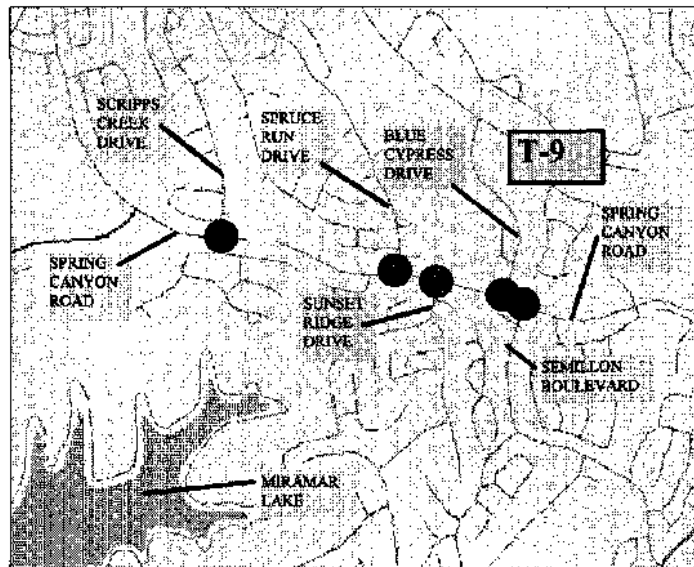 SCRIPPS
CREEK
DRIVE
SPRUCE
RUN
DRIVE
BLUE
CYPRESS
DRIVE
T-9
SPRING
CANYON
ROAD
SPRING
CANYON
ROAD
SUNSET
RIDGE
DRIVE
SEMILLON
BOULEVARD
MIRAMAR
LAKE